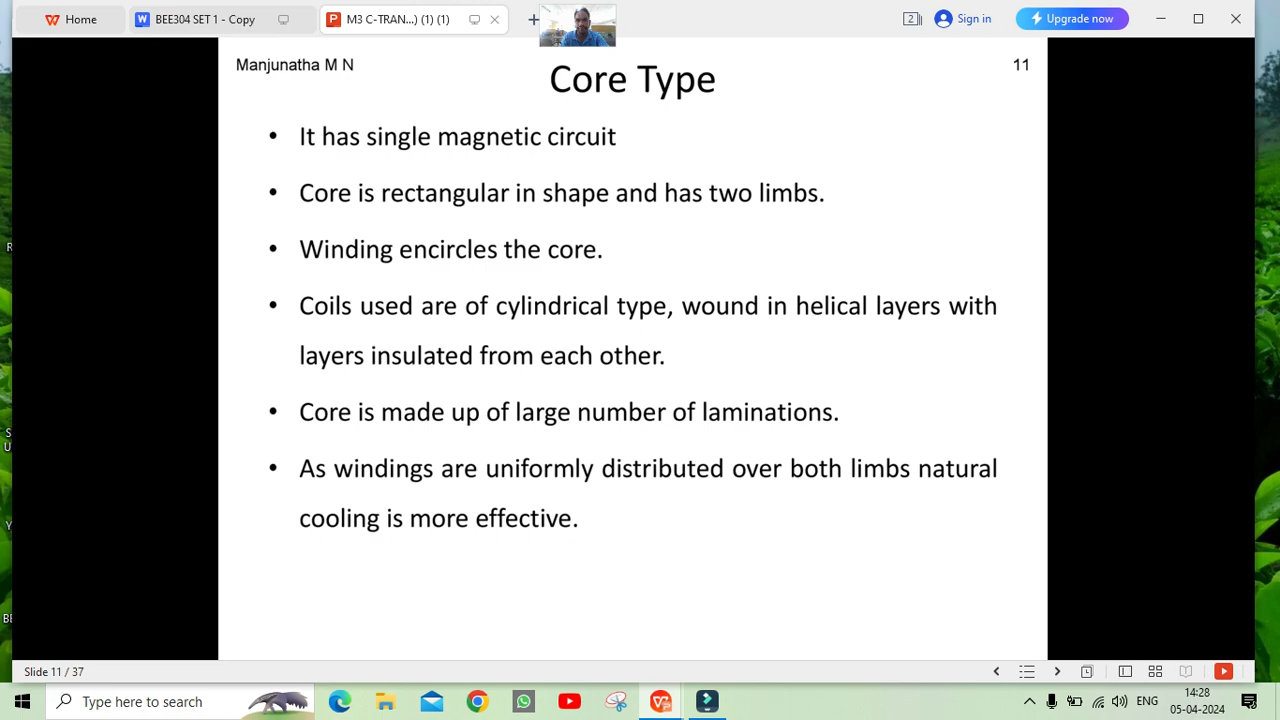 Home
BEE304 SET 1 - Copy
M3 C-TRAN...) (1) (1)
2
Sign in
Upgrade now
Manjunatha M N
11
Core Type
• It has single magnetic circuit
• Core is rectangular in shape and has two limbs.
• Winding encircles the core.
• Coils used are of cylindrical type, wound in helical layers with
layers insulated from each other.
• Core is made up of large number of laminations.
• As windings are uniformly distributed over both limbs natural
cooling is more effective.
Slide 11 / 37
Type here to search
ENG
14:28
05-04-2024